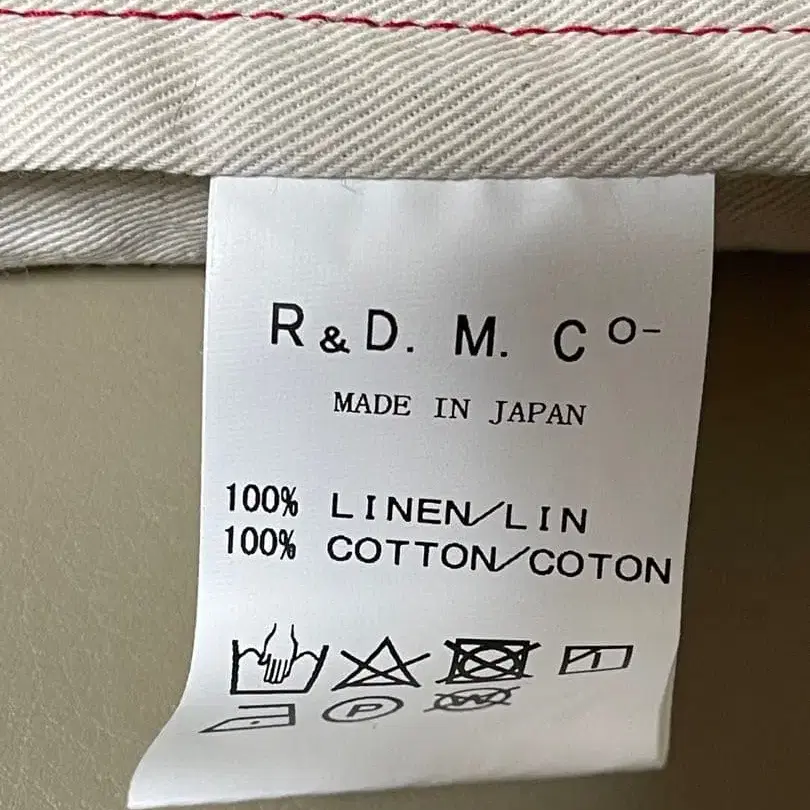 R&D. M. Co-
MADE IN JAPAN
100% LINEN/LIN
100% COTTON/COTON
P
W